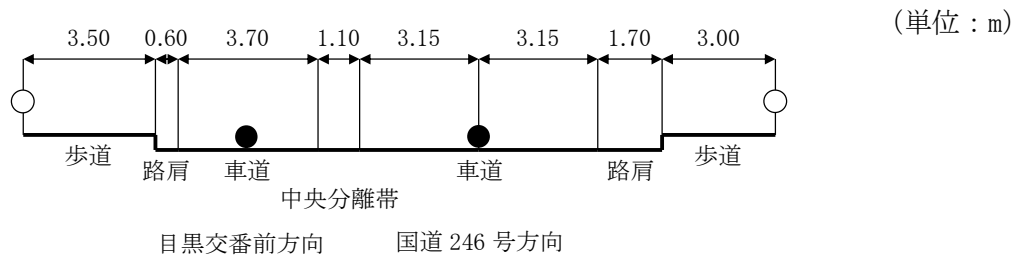 (単位：m)
3.50 0.60 3.70 1.10 3.15 3.15 1.70 3.00
歩道 路肩 車道 車道 路肩 歩道
中央分離帯
目黒交番前方向 国道 246 号方向